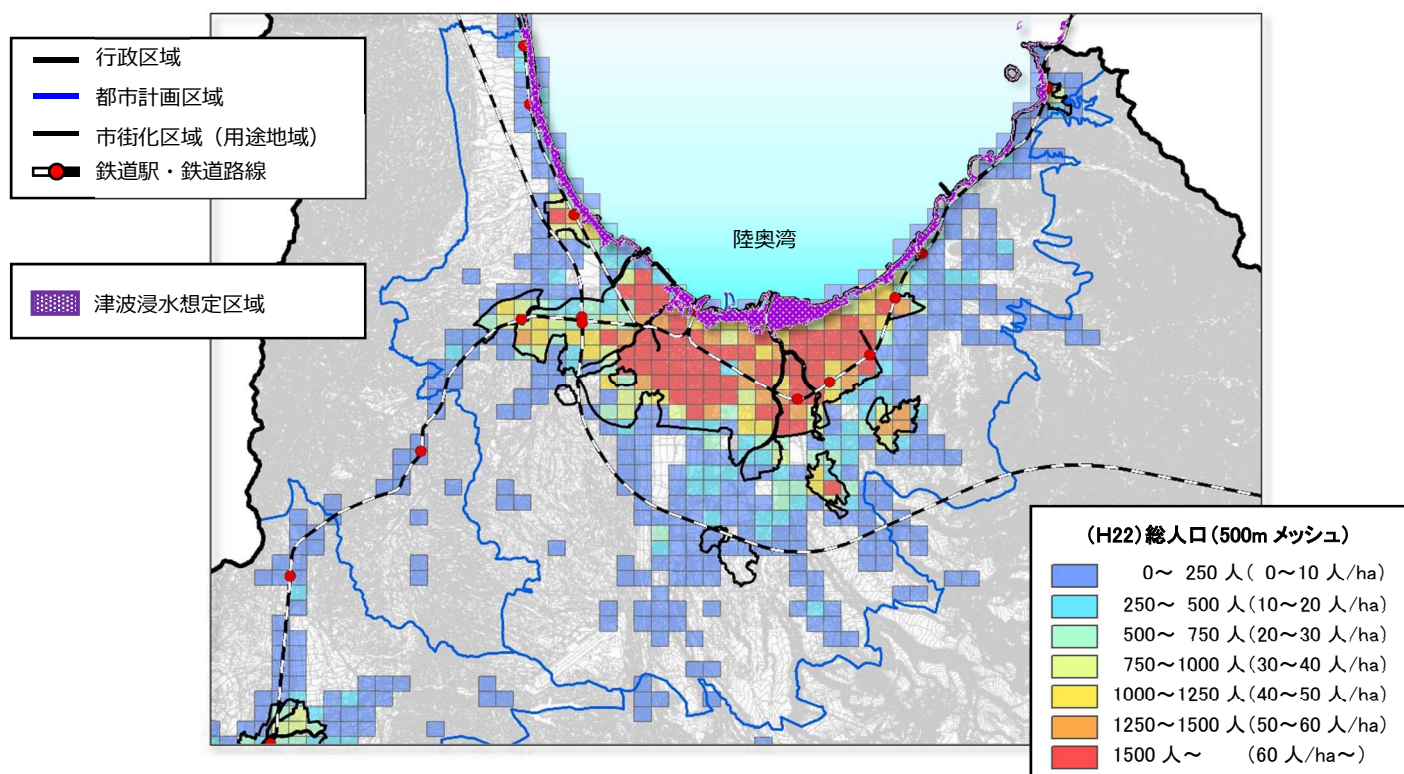 行政区域
都市計画区域
市街化区域（用途地域）
鉄道駅・鉄道路線
津波浸水想定区域
陸奥湾
（H22）総人口（500m メッシュ）
0～ 250 人（ 0～10 人/ha）
250～ 500 人（10～20 人/ha）
500～ 750 人（20～30 人/ha）
750～1000 人（30～40 人/ha）
1000～1250 人（40～50 人/ha）
1250～1500 人（50～60 人/ha）
1500 人～ （60 人/ha～）